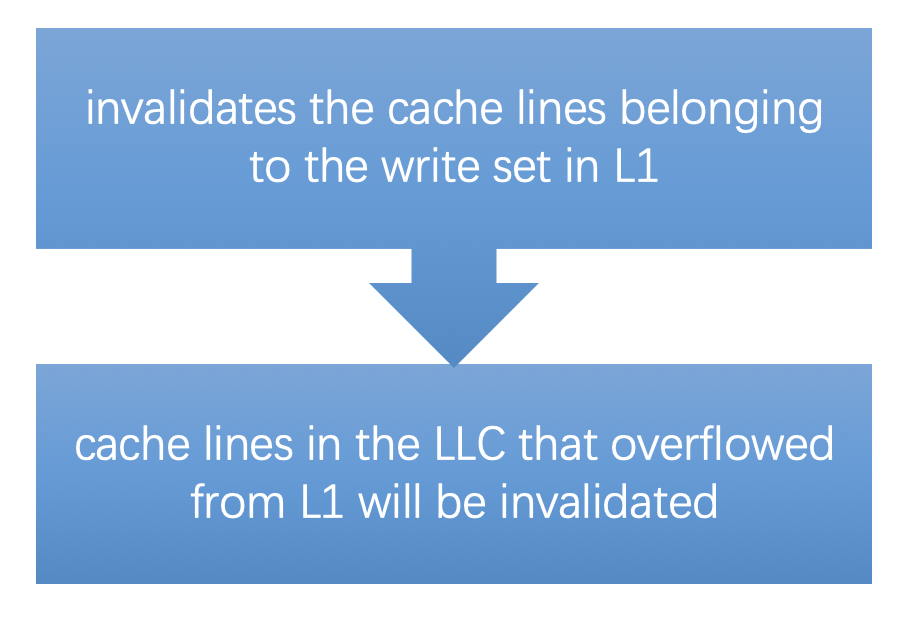 invalidates the cache lines belonging
to the write set in L1
cache lines in the LLC that overflowed
from L1 will be invalidated